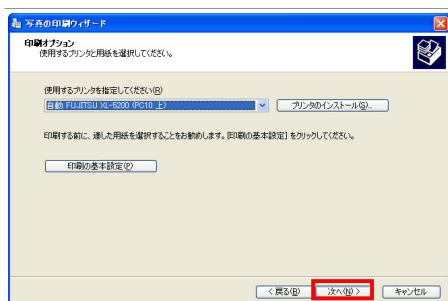 写真の印刷ウィザード
印刷オプション
使用するプリンタと用紙を選択してください。
使用するプリンタを指定してください(R)
自動 FUJITSU XL-5200 (PC10 上)
プリンタのインストール(S)...
印刷する前に、適した用紙を選択することをお勧めします。[印刷の基本設定] をクリックしてください。
印刷の基本設定(P)
< 戻る(B)
次へ(N) >
キャンセル